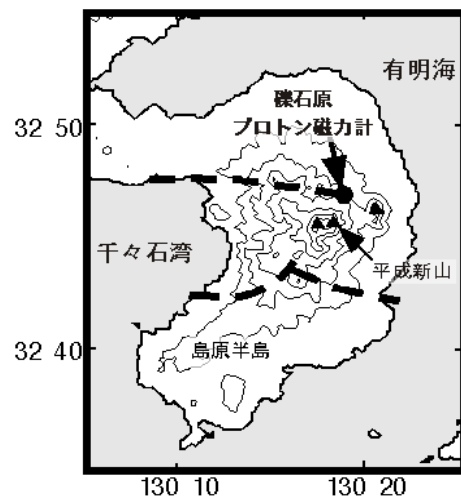 有明海
礫石原
プロトン磁力計
32 50
千々石湾
平成新山
32 40
島原半島
130 10
130 20